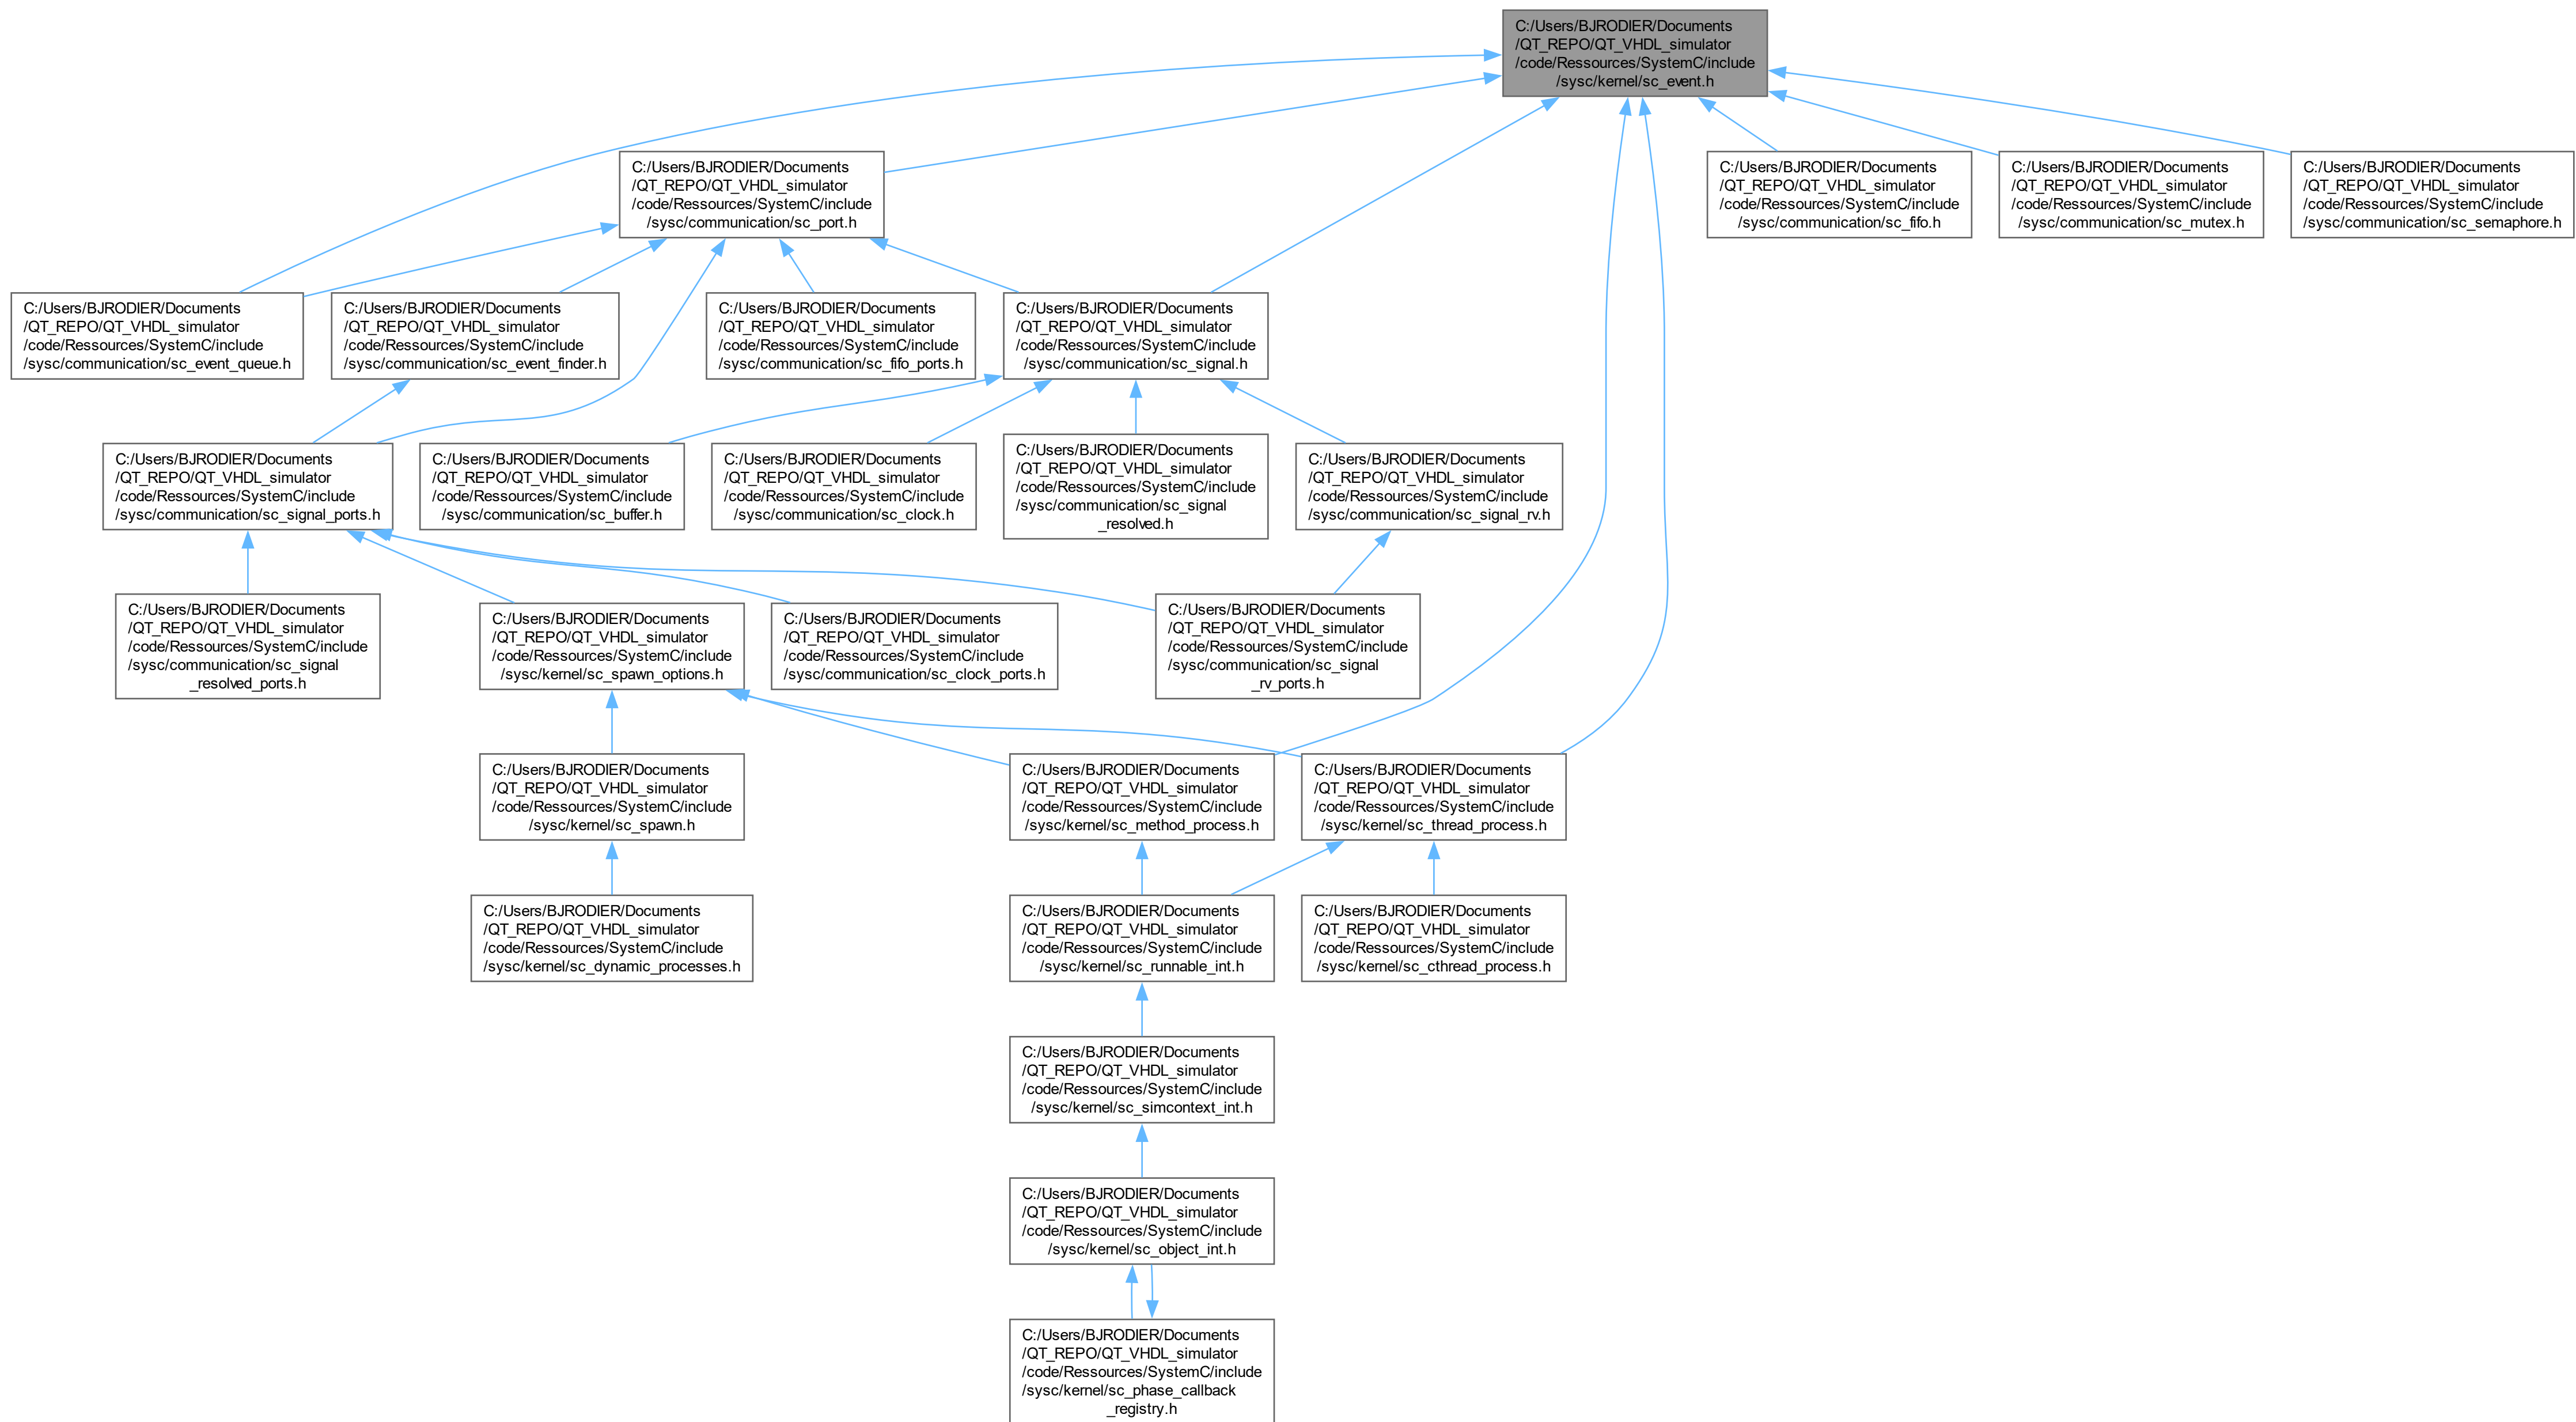 C:/Users/BJRODIER/Documents
/QT_REPO/QT_VHDL_simulator
/code/Ressources/SystemC/include
/sysc/kernel/sc_event.h
C:/Users/BJRODIER/Documents
/QT_REPO/QT_VHDL_simulator
/code/Ressources/SystemC/include
/sysc/communication/sc_port.h
C:/Users/BJRODIER/Documents
/QT_REPO/QT_VHDL_simulator
/code/Ressources/SystemC/include
/sysc/communication/sc_fifo.h
C:/Users/BJRODIER/Documents
/QT_REPO/QT_VHDL_simulator
/code/Ressources/SystemC/include
/sysc/communication/sc_mutex.h
C:/Users/BJRODIER/Documents
/QT_REPO/QT_VHDL_simulator
/code/Ressources/SystemC/include
/sysc/communication/sc_semaphore.h
C:/Users/BJRODIER/Documents
/QT_REPO/QT_VHDL_simulator
/code/Ressources/SystemC/include
/sysc/communication/sc_event_queue.h
C:/Users/BJRODIER/Documents
/QT_REPO/QT_VHDL_simulator
/code/Ressources/SystemC/include
/sysc/communication/sc_event_finder.h
C:/Users/BJRODIER/Documents
/QT_REPO/QT_VHDL_simulator
/code/Ressources/SystemC/include
/sysc/communication/sc_fifo_ports.h
C:/Users/BJRODIER/Documents
/QT_REPO/QT_VHDL_simulator
/code/Ressources/SystemC/include
/sysc/communication/sc_signal.h
C:/Users/BJRODIER/Documents
/QT_REPO/QT_VHDL_simulator
/code/Ressources/SystemC/include
/sysc/communication/sc_signal_ports.h
C:/Users/BJRODIER/Documents
/QT_REPO/QT_VHDL_simulator
/code/Ressources/SystemC/include
/sysc/communication/sc_buffer.h
C:/Users/BJRODIER/Documents
/QT_REPO/QT_VHDL_simulator
/code/Ressources/SystemC/include
/sysc/communication/sc_clock.h
C:/Users/BJRODIER/Documents
/QT_REPO/QT_VHDL_simulator
/code/Ressources/SystemC/include
/sysc/communication/sc_signal
_resolved.h
C:/Users/BJRODIER/Documents
/QT_REPO/QT_VHDL_simulator
/code/Ressources/SystemC/include
/sysc/communication/sc_signal_rv.h
C:/Users/BJRODIER/Documents
/QT_REPO/QT_VHDL_simulator
/code/Ressources/SystemC/include
/sysc/communication/sc_signal
_resolved_ports.h
C:/Users/BJRODIER/Documents
/QT_REPO/QT_VHDL_simulator
/code/Ressources/SystemC/include
/sysc/kernel/sc_spawn_options.h
C:/Users/BJRODIER/Documents
/QT_REPO/QT_VHDL_simulator
/code/Ressources/SystemC/include
/sysc/communication/sc_clock_ports.h
C:/Users/BJRODIER/Documents
/QT_REPO/QT_VHDL_simulator
/code/Ressources/SystemC/include
/sysc/communication/sc_signal
_rv_ports.h
C:/Users/BJRODIER/Documents
/QT_REPO/QT_VHDL_simulator
/code/Ressources/SystemC/include
/sysc/kernel/sc_spawn.h
C:/Users/BJRODIER/Documents
/QT_REPO/QT_VHDL_simulator
/code/Ressources/SystemC/include
/sysc/kernel/sc_method_process.h
C:/Users/BJRODIER/Documents
/QT_REPO/QT_VHDL_simulator
/code/Ressources/SystemC/include
/sysc/kernel/sc_thread_process.h
C:/Users/BJRODIER/Documents
/QT_REPO/QT_VHDL_simulator
/code/Ressources/SystemC/include
/sysc/kernel/sc_dynamic_processes.h
C:/Users/BJRODIER/Documents
/QT_REPO/QT_VHDL_simulator
/code/Ressources/SystemC/include
/sysc/kernel/sc_runnable_int.h
C:/Users/BJRODIER/Documents
/QT_REPO/QT_VHDL_simulator
/code/Ressources/SystemC/include
/sysc/kernel/sc_cthread_process.h
C:/Users/BJRODIER/Documents
/QT_REPO/QT_VHDL_simulator
/code/Ressources/SystemC/include
/sysc/kernel/sc_simcontext_int.h
C:/Users/BJRODIER/Documents
/QT_REPO/QT_VHDL_simulator
/code/Ressources/SystemC/include
/sysc/kernel/sc_object_int.h
C:/Users/BJRODIER/Documents
/QT_REPO/QT_VHDL_simulator
/code/Ressources/SystemC/include
/sysc/kernel/sc_phase_callback
_registry.h